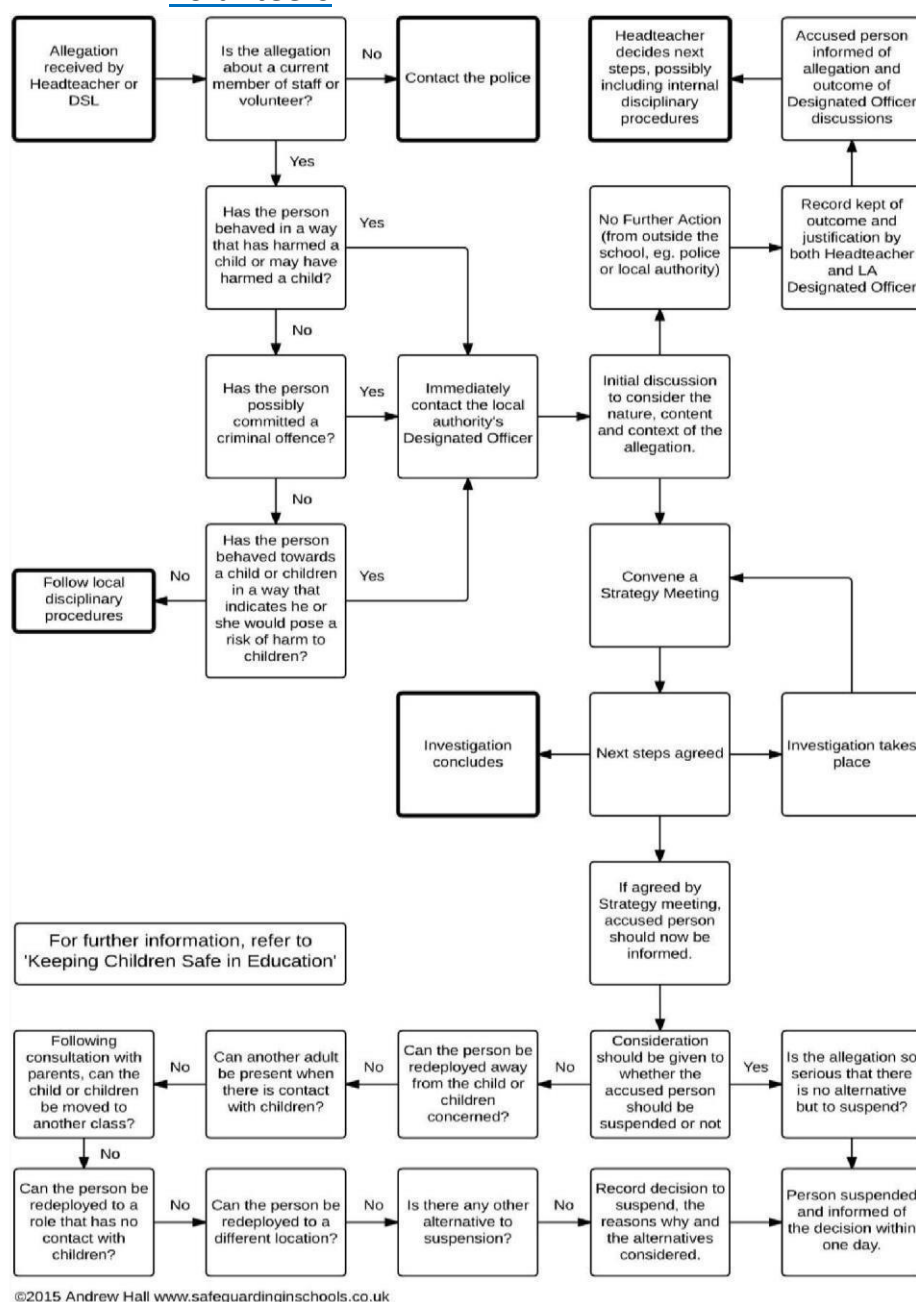 Allegation
received by
Headteacher or
DSL
Is the allegation
about a current
member of staff or
volunteer?
No
Contact the police
Headteacher
decides next
steps, possibly
including internal
disciplinary
procedures
Accused person
informed of
allegation and
outcome of
Designated Officer
discussions
Yes
Has the person
behaved in a way
that has harmed a
child or may have
harmed a child?
Yes
No Further Action
(from outside the
school, eg. police
or local authority)
Record kept of
outcome and
justification by
both Headteacher
and LA
Designated Officer
No
Has the person
possibly
committed a
criminal offence?
Yes
Immediately
contact the local
authority's
Designated Officer
Initial discussion
to consider the
nature, content
and context of the
allegation.
No
Has the person
behaved towards
a child or children
in a way that
indicates he or
she would pose a
risk of harm to
children?
No
Yes
Follow local
disciplinary
procedures
Convene a
Strategy Meeting
Investigation
concludes
Next steps agreed
Investigation takes
place
If agreed by
Strategy meeting,
accused person
should now be
informed.
For further information, refer to
'Keeping Children Safe in Education'
Following
consultation with
parents, can the
child or children
be moved to
another class?
No
Can another adult
be present when
there is contact
with children?
No
Can the person be
redeployed away
from the child or
children
concerned?
No
Consideration
should be given to
whether the
accused person
should be
suspended or not
Yes
Is the allegation so
serious that there
is no alternative
but to suspend?
No
Can the person be
redeployed to a
role that has no
contact with
children?
No
Can the person be
redeployed to a
different location?
No
Is there any other
alternative to
suspension?
No
Record decision to
suspend, the
reasons why and
the alternatives
considered.
Person suspended
and informed of
the decision within
one day.
©2015 Andrew Hall www.safeguardinginschools.co.uk